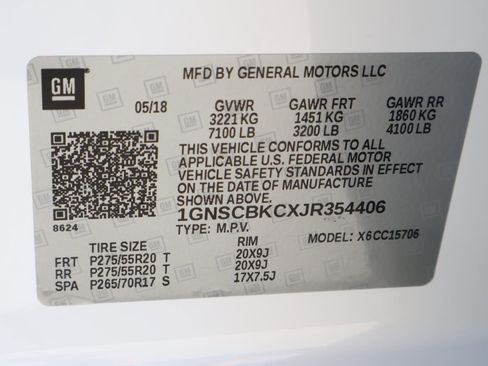 GM
MFD BY GENERAL MOTORS LLC
05/18 GVWR GAWR FRT GAWR RR
3221 KG 1451 KG 1860 KG
7100 LB 3200 LB 4100 LB
THIS VEHICLE CONFORMS TO ALL
APPLICABLE U.S. FEDERAL MOTOR
VEHICLE SAFETY STANDARDS IN
EFFECT ON THE DATE OF MANUFACTURE
SHOWN ABOVE.
1GNSCBKCXJR354406
8624
TYPE: M.P.V. MODEL: X6CC15706
TIRE SIZE RIM
FRT P275/55R20 T 20X9J
RR P275/55R20 T 20X9J
SPA P265/70R17 S 17X7.5J